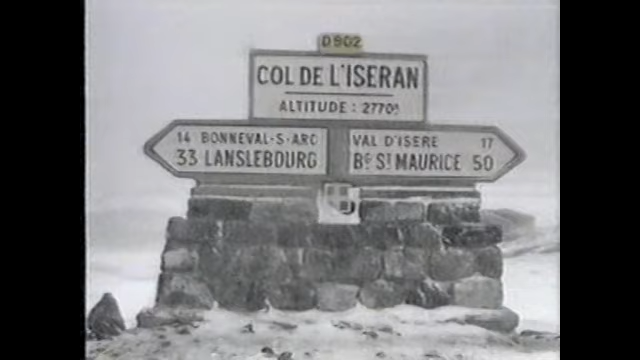 D902
COL DE L'ISERAN
ALTITUDE : 2770ᵐ
14 BONNEVAL-S-ARC
33 LANSLEBOURG
VAL D'ISERE 17
Bᴳ Sᵀ MAURICE 50